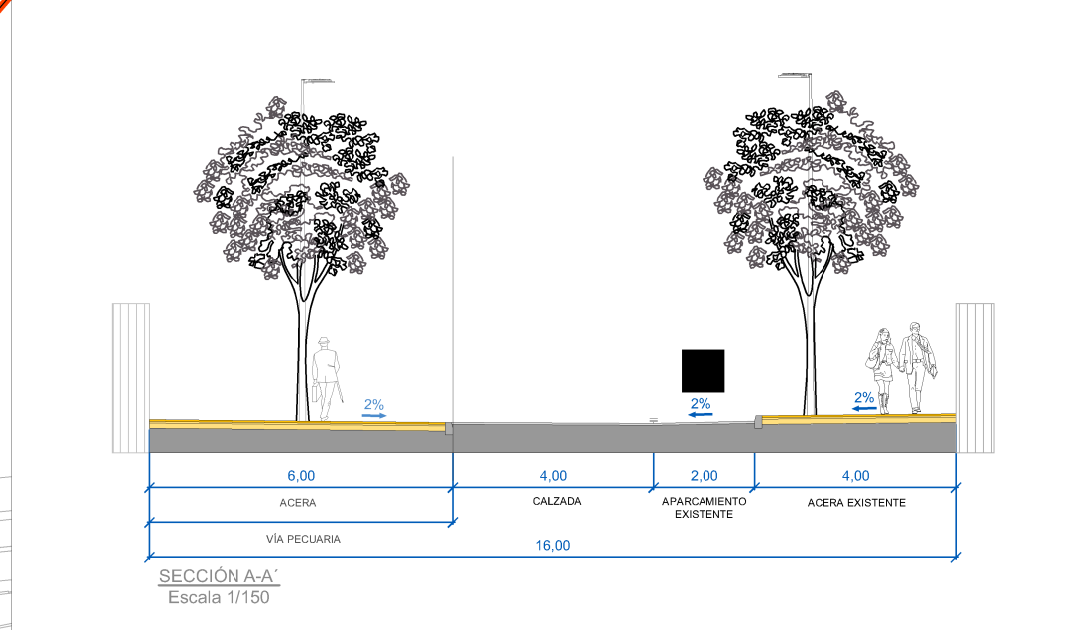 2%
2%
2%
6,00
4,00
2,00
4,00
ACERA
CALZADA
APARCAMIENTO
EXISTENTE
ACERA EXISTENTE
VÍA PECUARIA
16,00
SECCIÓN A-A´
Escala 1/150